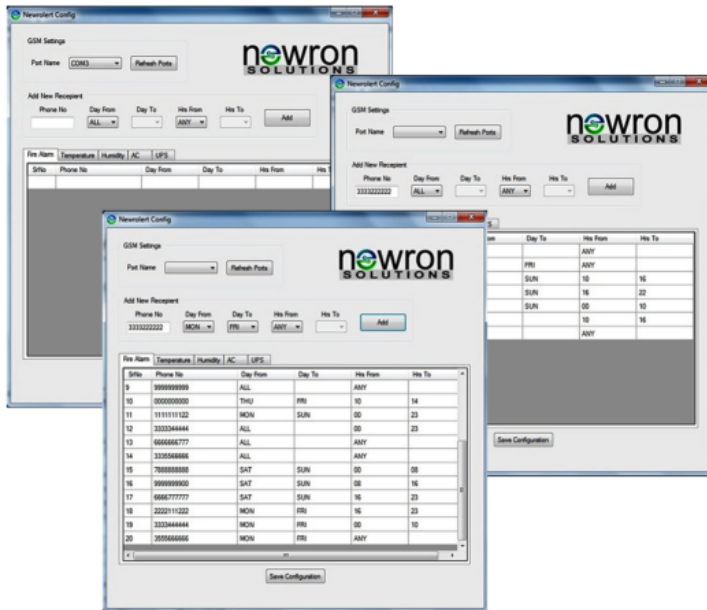 Newrolert Config
GSM Settings
Port Name COM3 Refresh Ports
newron
SOLUTIONS
Add New Recepient
Phone No Day From Day To Hrs From Hrs To
ALL ANY Add
Fire Alarm Temperature Humidity AC UPS
SrNo Phone No Day From Day To Hrs From
Newrolert Config
GSM Settings
Port Name Refresh Ports
newron
SOLUTIONS
Add New Recepient
Phone No Day From Day To Hrs From Hrs To
3333222222 ALL ANY Add
Day To Hrs From Hrs To
ANY
FRI ANY
SUN 10 16
SUN 16 22
SUN 00 10
10 16
ANY
Save Configuration
Newrolert Config
GSM Settings
Port Name Refresh Ports
newron
SOLUTIONS
Add New Recepient
Phone No Day From Day To Hrs From Hrs To
3333222222 MON FRI ANY Add
Fire Alarm Temperature Humidity AC UPS
SrNo Phone No Day From Day To Hrs From Hrs To
9 9999999999 ALL ANY
10 0000000000 THU FRI 10 14
11 1111111122 MON SUN 00 23
12 3333344444 ALL 00 23
13 6666666777 ALL ANY
14 3335566666 ALL ANY
15 7888888888 SAT SUN 00 08
16 9999999900 SAT SUN 08 16
17 6666777777 SAT SUN 16 23
18 2222111222 MON FRI 16 23
19 3333444444 MON FRI 00 10
20 3555666666 MON FRI ANY
Save Configuration